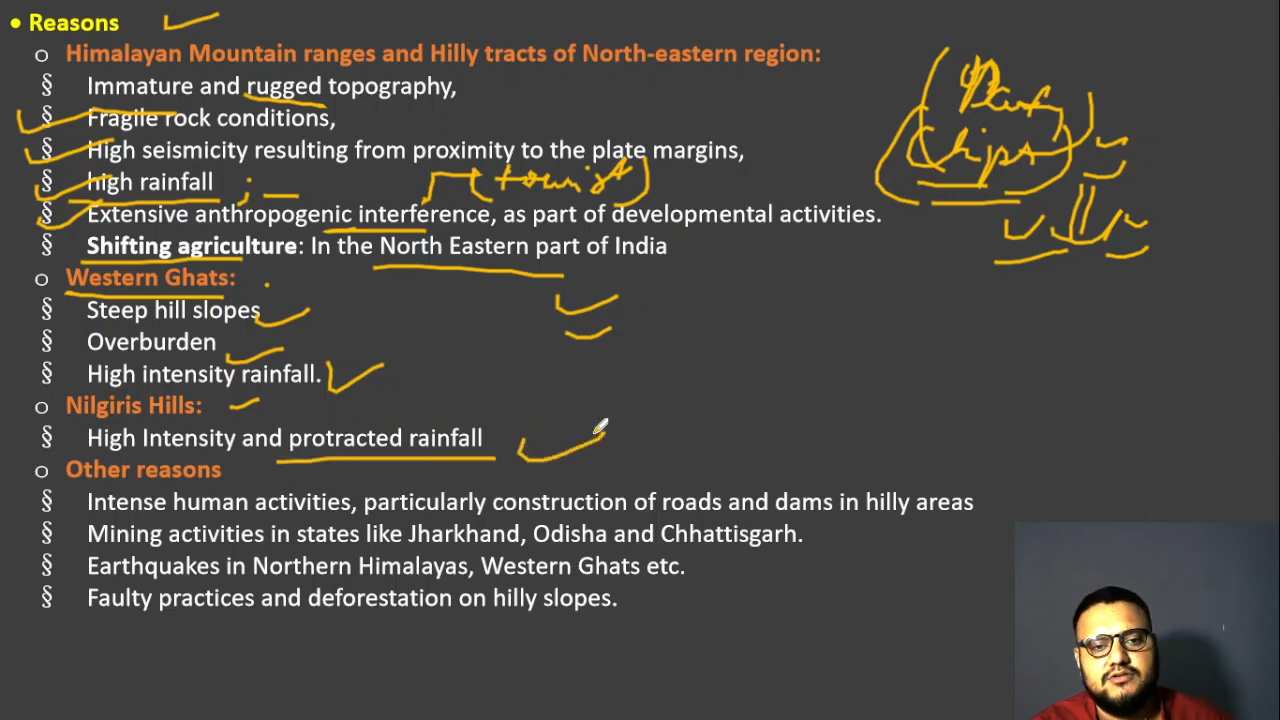 • Reasons
o Himalayan Mountain ranges and Hilly tracts of North-eastern region:
§ Immature and rugged topography,
§ Fragile rock conditions,
§ High seismicity resulting from proximity to the plate margins,
§ high rainfall
(tourist)
§ Extensive anthropogenic interference, as part of developmental activities.
§ Shifting agriculture: In the North Eastern part of India
o Western Ghats:
§ Steep hill slopes
§ Overburden
§ High intensity rainfall.
o Nilgiris Hills:
§ High Intensity and protracted rainfall
o Other reasons
§ Intense human activities, particularly construction of roads and dams in hilly areas
§ Mining activities in states like Jharkhand, Odisha and Chhattisgarh.
§ Earthquakes in Northern Himalayas, Western Ghats etc.
§ Faulty practices and deforestation on hilly slopes.
Chips